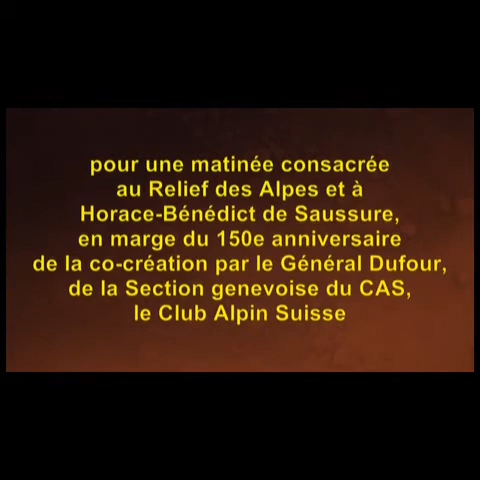 pour une matinée consacrée
au Relief des Alpes et à
Horace-Bénédict de Saussure,
en marge du 150e anniversaire
de la co-création par le Général Dufour,
de la Section genevoise du CAS,
le Club Alpin Suisse